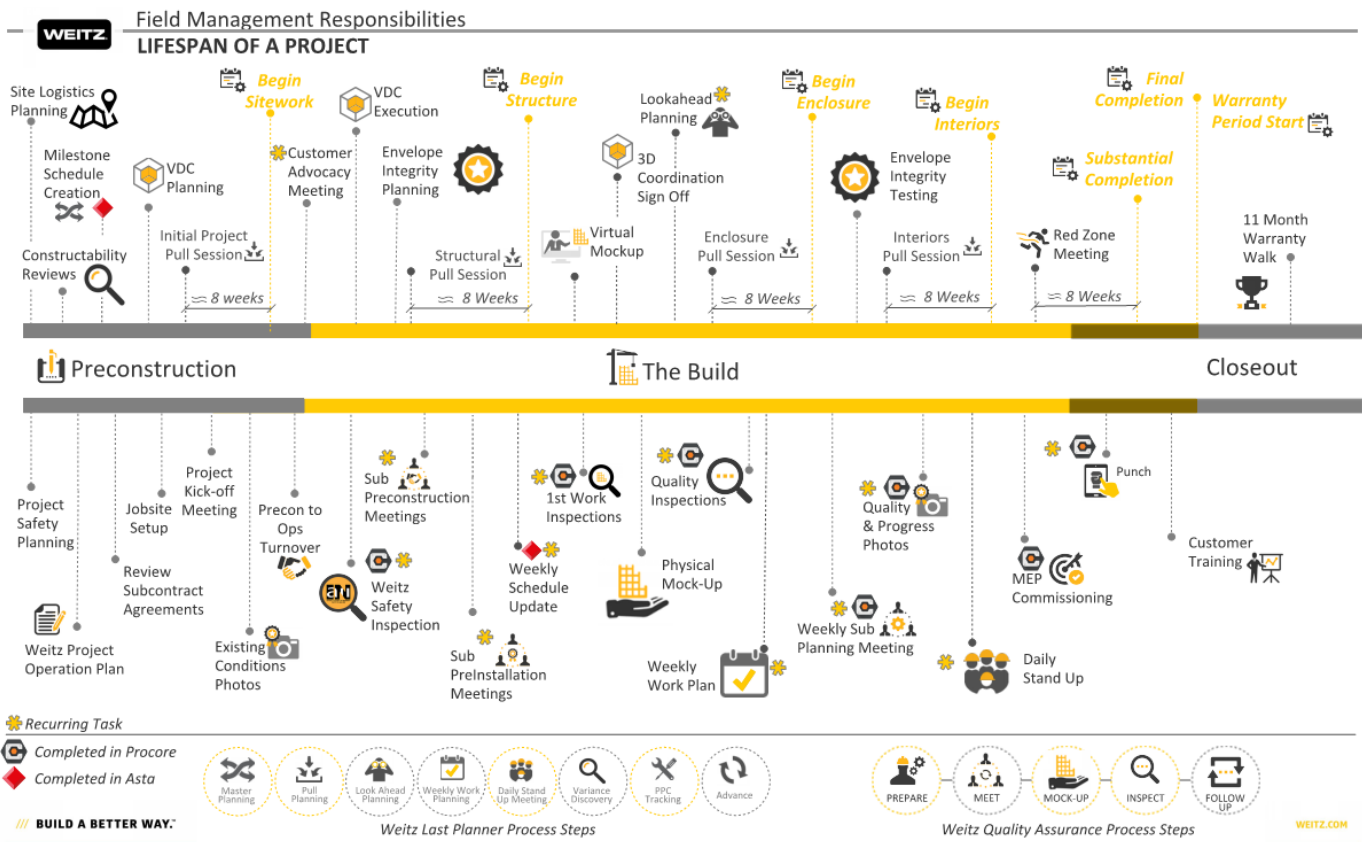 WEITZ
Field Management Responsibilities
LIFESPAN OF A PROJECT
Site Logistics
Planning
Milestone
Schedule
Creation
Constructability
Reviews
VDC
Planning
Initial Project
Pull Session
≈ 8 weeks
Begin
Sitework
Customer
Advocacy
Meeting
VDC
Execution
Envelope
Integrity
Planning
Structural
Pull Session
≈ 8 Weeks
Begin
Structure
Virtual
Mockup
3D
Coordination
Sign Off
Lookahead
Planning
Enclosure
Pull Session
≈ 8 Weeks
Begin
Enclosure
Envelope
Integrity
Testing
Interiors
Pull Session
≈ 8 Weeks
Begin
Interiors
Red Zone
Meeting
≈ 8 Weeks
Substantial
Completion
Final
Completion
Warranty
Period Start
11 Month
Warranty
Walk
Preconstruction
The Build
Closeout
Project
Safety
Planning
Weitz Project
Operation Plan
Review
Subcontract
Agreements
Jobsite
Setup
Project
Kick-off
Meeting
Existing
Conditions
Photos
Precon to
Ops
Turnover
Weitz
Safety
Inspection
Sub
Preconstruction
Meetings
Sub
PreInstallation
Meetings
Weekly
Schedule
Update
1st Work
Inspections
Physical
Mock-Up
Quality
Inspections
Weekly
Work Plan
Weekly Sub
Planning Meeting
Quality
& Progress
Photos
Daily
Stand Up
MEP
Commissioning
Punch
Customer
Training
Recurring Task
Completed in Procore
Completed in Asta
/// BUILD A BETTER WAY.™
Master
Planning
Pull
Planning
Look Ahead
Planning
Weekly Work
Planning
Daily Stand
Up Meeting
Variance
Discovery
PPC
Tracking
Advance
Weitz Last Planner Process Steps
PREPARE
MEET
MOCK-UP
INSPECT
FOLLOW
UP
Weitz Quality Assurance Process Steps
WEITZ.COM